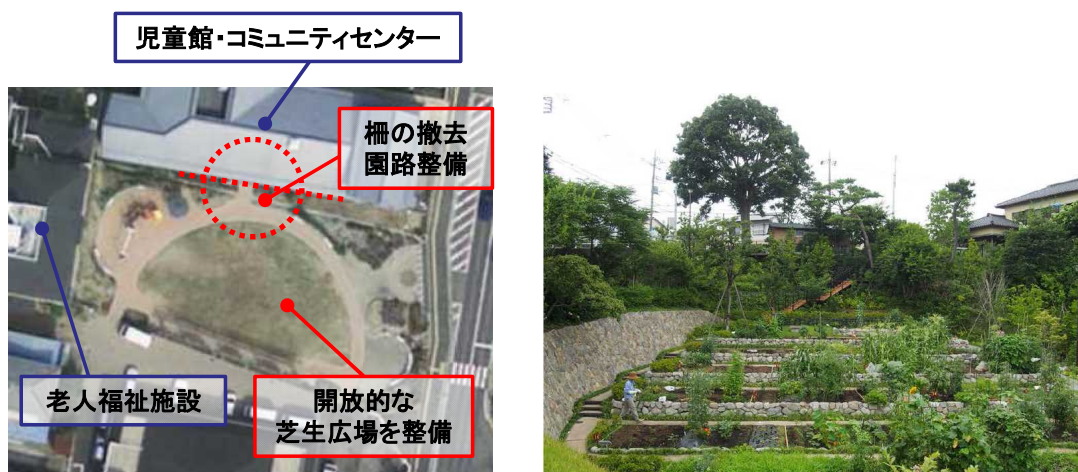 児童館・コミュニティセンター
柵の撤去
園路整備
老人福祉施設
開放的な
芝生広場を整備